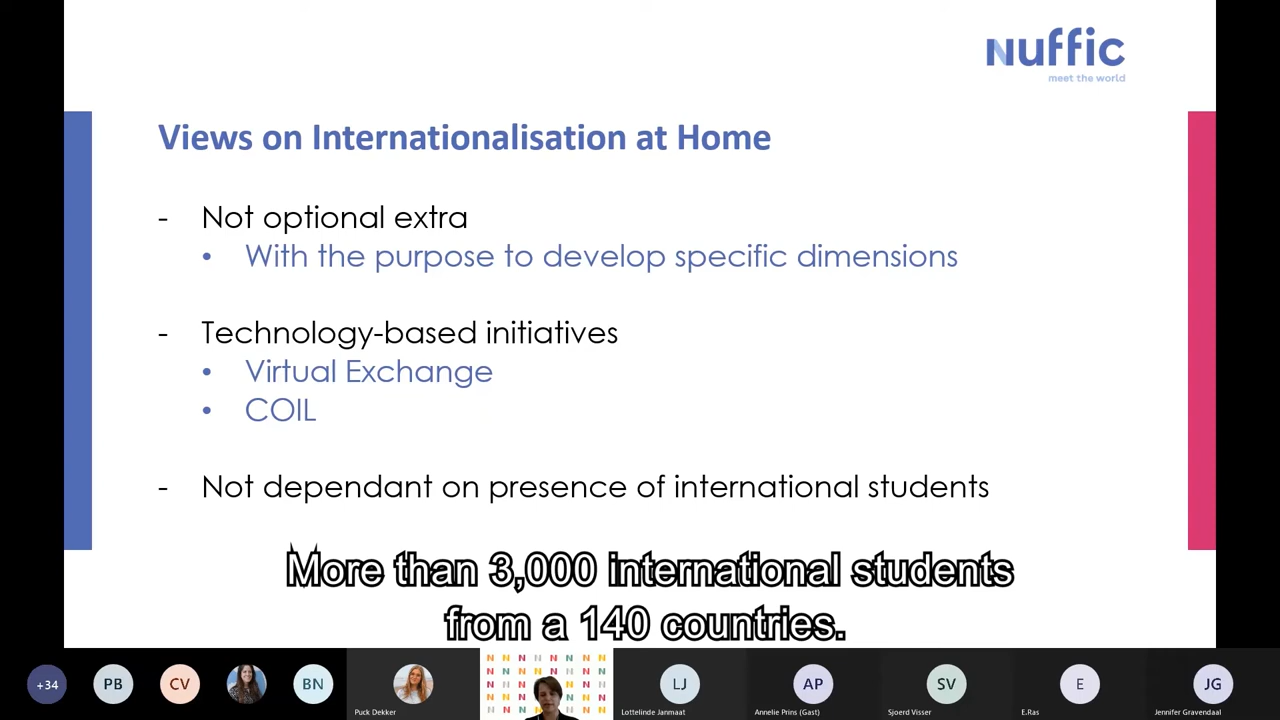 Nuffic
meet the world
Views on Internationalisation at Home
- Not optional extra
• With the purpose to develop specific dimensions
- Technology-based initiatives
• Virtual Exchange
• COIL
- Not dependant on presence of international students
More than 3,000 international students
from a 140 countries.
+34
PB
CV
BN
LJ
AP
SV
E
JG
Puck Dekker
Lottelinde Janmaat
Annelie Prins (Gast)
Sjoerd Visser
E.Ras
Jennifer Gravendaal